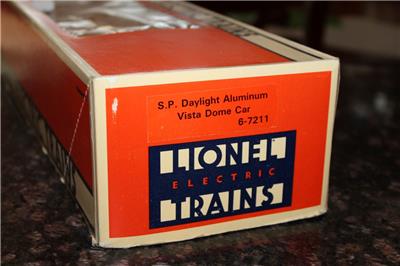 S.P. Daylight Aluminum
Vista Dome Car
6-7211
LIONEL
ELECTRIC
TRAINS